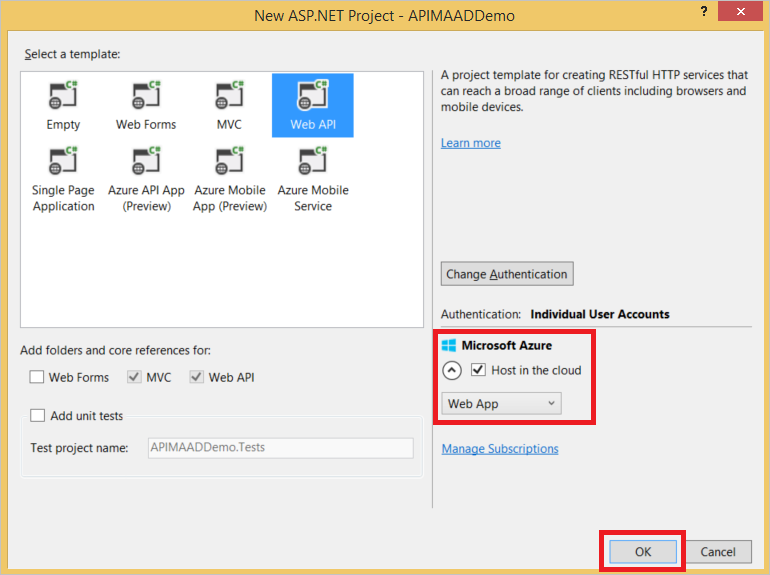 New ASP.NET Project - APIMAADDemo
?
Select a template:
Empty
Web Forms
MVC
Web API
Single Page
Application
Azure API App
(Preview)
Azure Mobile
App (Preview)
Azure Mobile
Service
A project template for creating RESTful HTTP services that
can reach a broad range of clients including browsers and
mobile devices.
Learn more
Change Authentication
Authentication: Individual User Accounts
Microsoft Azure
Host in the cloud
Web App
Manage Subscriptions
Add folders and core references for:
Web Forms MVC Web API
Add unit tests
Test project name: APIMAADDemo.Tests
OK Cancel